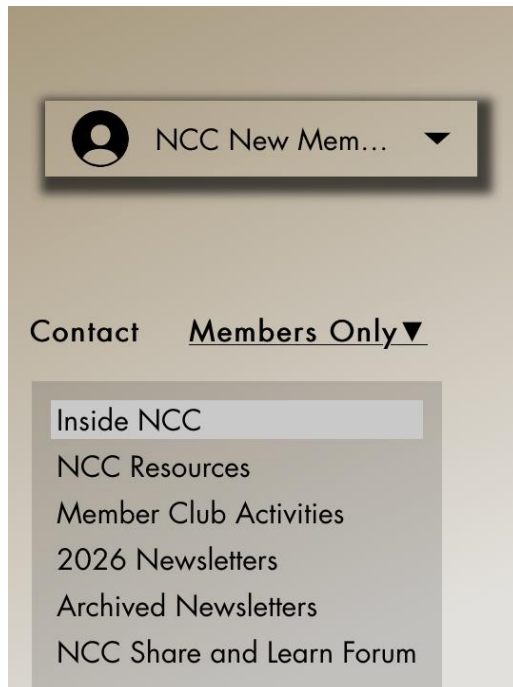 NCC New Mem...
Contact Members Only▼
Inside NCC
NCC Resources
Member Club Activities
2026 Newsletters
Archived Newsletters
NCC Share and Learn Forum